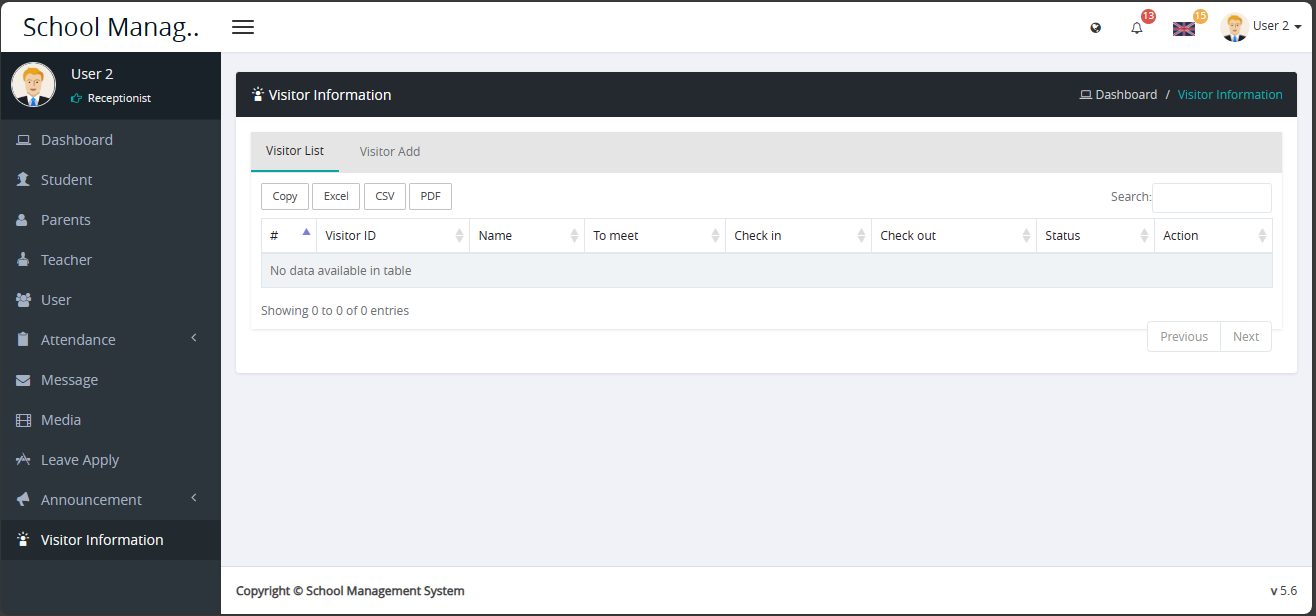 School Manag..
13
15
User 2
User 2
Receptionist
Dashboard
Student
Parents
Teacher
User
Attendance
Message
Media
Leave Apply
Announcement
Visitor Information
Visitor Information
Dashboard / Visitor Information
Visitor List Visitor Add
Copy Excel CSV PDF Search:
# Visitor ID Name To meet Check in Check out Status Action
No data available in table
Showing 0 to 0 of 0 entries
Previous Next
Copyright © School Management System v 5.6